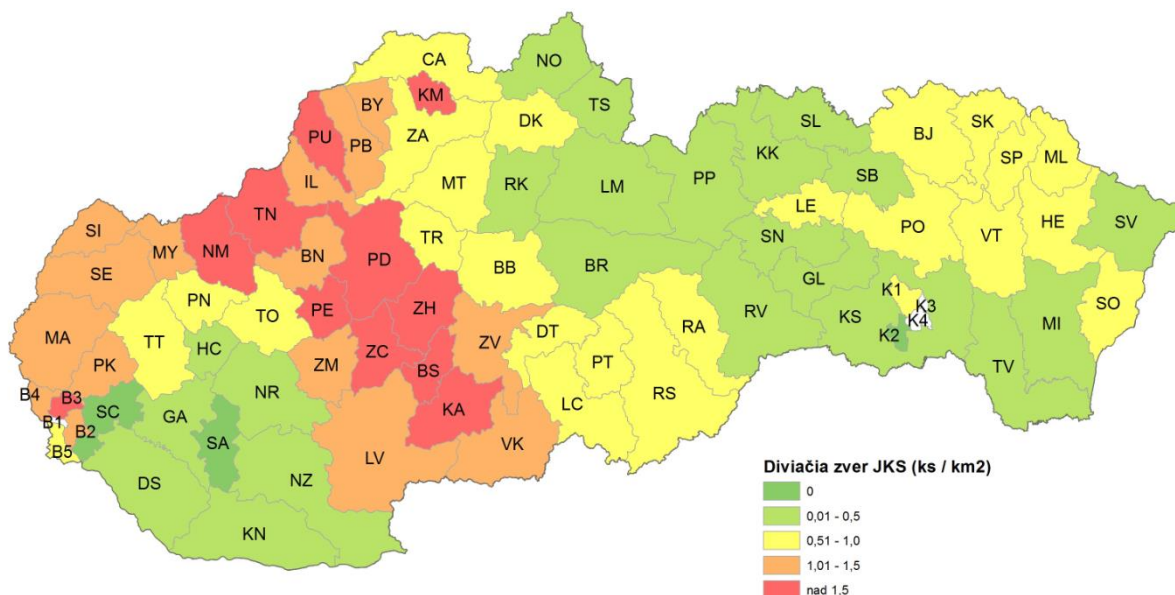 CA
NO
KM
BY
TS
PU
PB
ZA
DK
SL
BJ
SK
SP
ML
KK
IL
MT
RK
LM
PP
SB
TN
LE
HE
SI
MY
NM
BN
PD
TR
BB
BR
SN
PO
VT
SV
SE
PN
TO
PE
ZH
GL
K1
SO
MA
PK
TT
HC
ZM
ZC
BS
ZV
DT
PT
RA
RV
KS
K2
K3
K4
MI
TV
B4
B3
B1
B2
B5
SC
GA
NR
SA
KA
LC
RS
DS
NZ
LV
VK
KN
Diviačia zver JKS (ks / km2)
0
0,01 - 0,5
0,51 - 1,0
1,01 - 1,5
nad 1,5